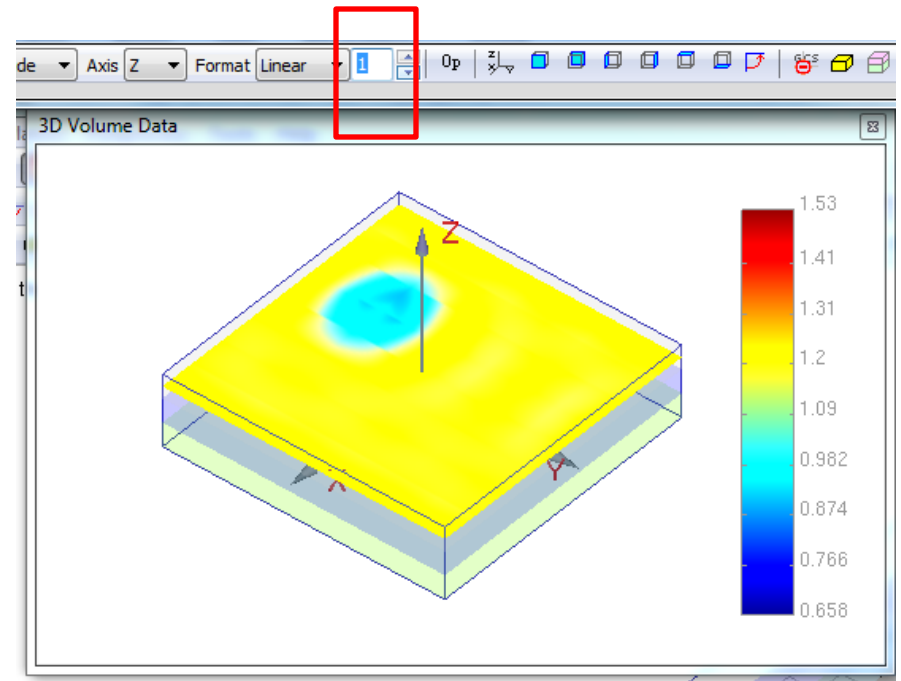 de Axis Z Format Linear 1 Op z x y
3D Volume Data
t
Z
X
Y
1.53
1.41
1.31
1.2
1.09
0.982
0.874
0.766
0.658